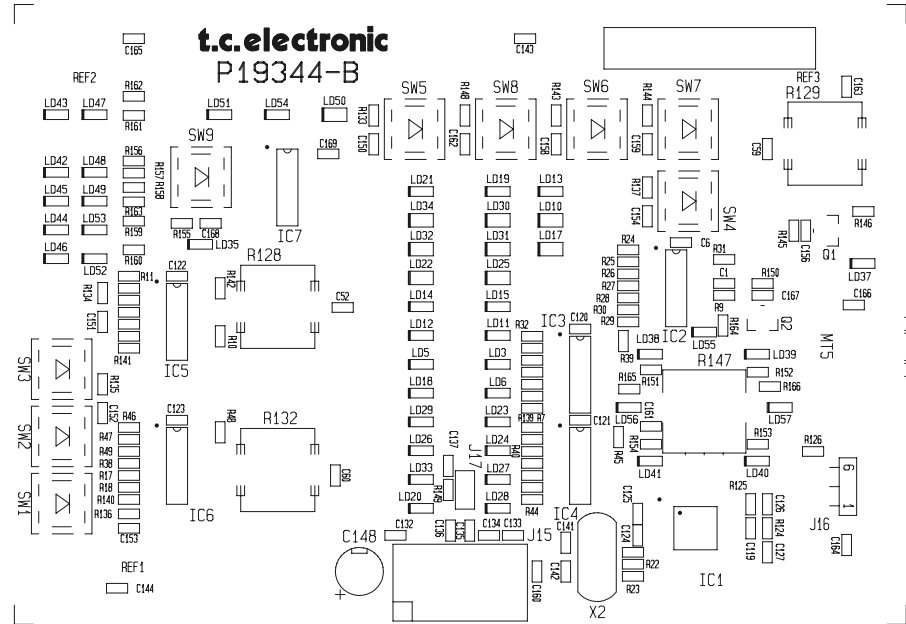 C165
t.c.electronic
P19344-B
C143
REF2
R162
LD43
LD47
R161
LD51
LD54
LD50
C169
SW5
R133
C150
SW8
R148
C162
SW6
R143
C158
SW7
R144
C159
REF3
R129
C163
C59
R156
LD42
LD48
R157
R158
SW9
LD45
LD49
R163
LD44
LD53
R159
R155
C168
LD35
IC7
LD46
LD52
R160
LD21
LD19
LD13
R137
C154
SW4
LD34
LD30
LD10
LD32
LD31
LD17
R145
C156
Q1
R146
LD37
C166
R128
R11
C122
R142
R134
C151
C52
R10
R141
IC5
LD22
LD25
LD14
LD15
LD12
LD11
R24
R25
R26
R27
R28
R30
R29
C6
IC2
R31
C1
R9
R150
C167
R164
Q2
MT5
R32
IC3
C120
R39
LD38
LD55
R147
LD39
SW3
R135
C152
LD5
LD3
LD18
LD6
R151
R152
R165
R166
LD56
C161
LD57
SW2
R46
R47
R49
R38
R17
R18
R140
R136
C153
C123
R48
R132
LD29
LD23
R139
R7
C121
LD26
C137
LD24
R40
R45
R154
R153
LD41
LD40
R126
SW1
IC6
C60
LD33
J17
R149
LD27
LD20
LD28
R44
IC4
C125
C124
R125
C126
R124
C119
C127
6
1
J16
C164
C148
C132
C136
C135
C134
C133
J15
C141
C142
C160
X2
R22
R23
IC1
REF1
C144
+